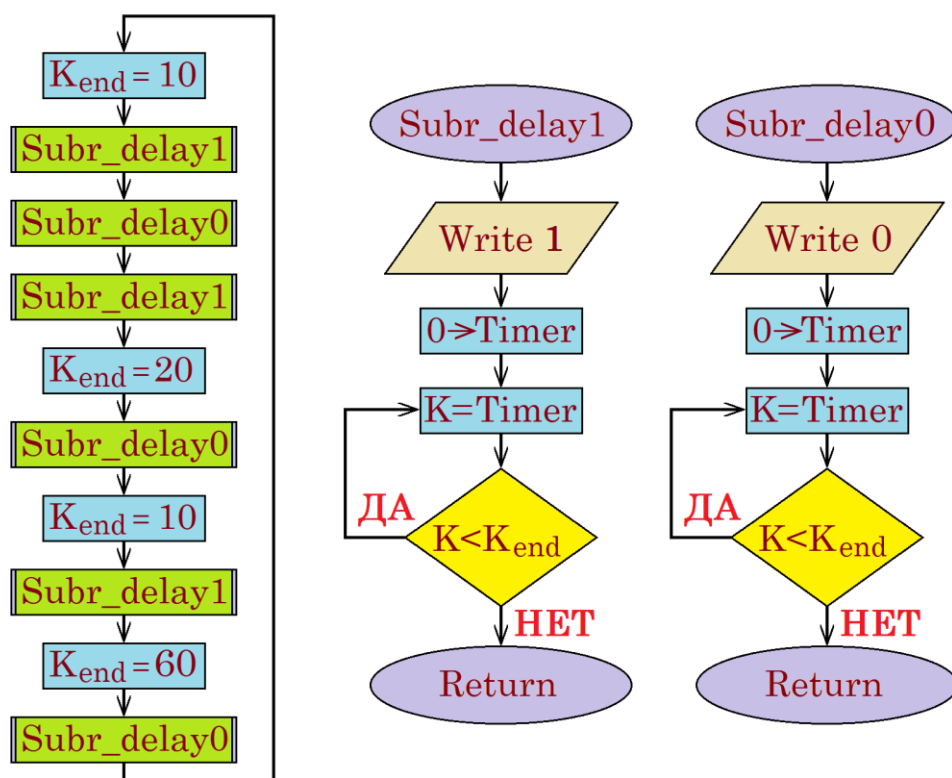 Kend = 10
Subr_delay1
Subr_delay0
Subr_delay1
Kend = 20
Subr_delay0
Kend = 10
Subr_delay1
Kend = 60
Subr_delay0
Subr_delay1
Write 1
0→Timer
K=Timer
ДА
K<Kend
НЕТ
Return
Subr_delay0
Write 0
0→Timer
K=Timer
ДА
K<Kend
НЕТ
Return